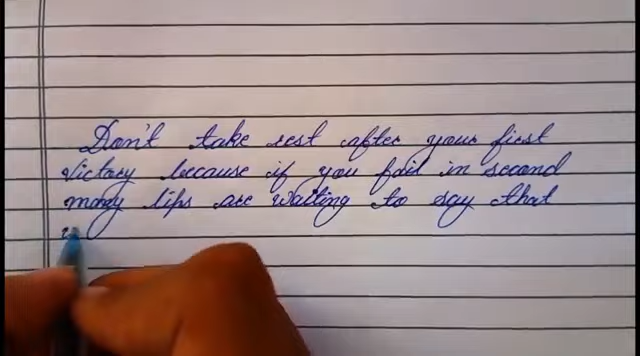 Don't take rest after your first
victory because if you fail in second
many lips are waiting to say that